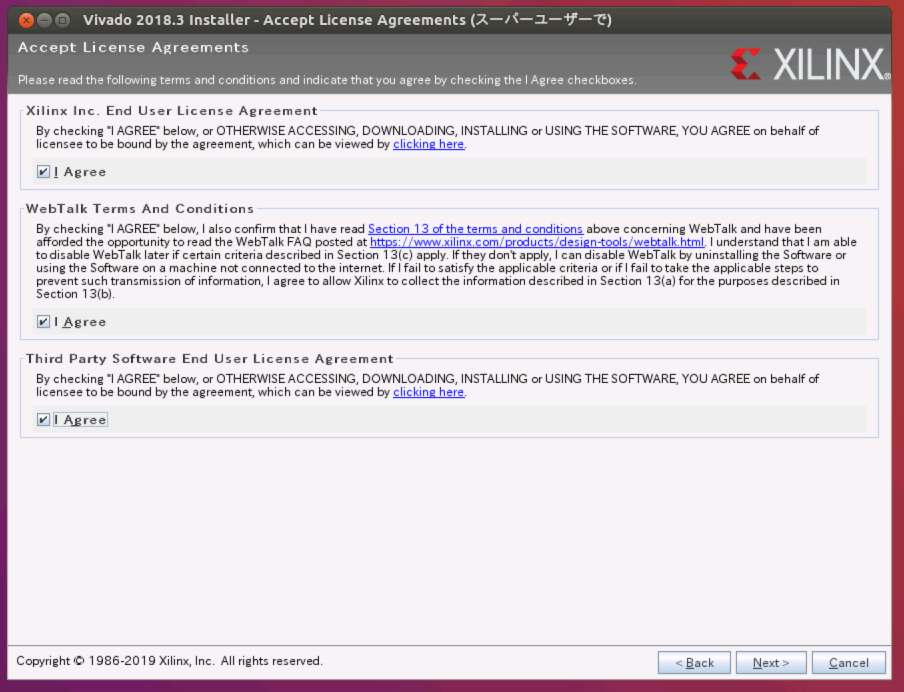 Vivado 2018.3 Installer - Accept License Agreements (スーパーユーザーで)
Accept License Agreements
Please read the following terms and conditions and indicate that you agree by checking the I Agree checkboxes.
XILINX®
Xilinx Inc. End User License Agreement
By checking "I AGREE" below, or OTHERWISE ACCESSING, DOWNLOADING, INSTALLING or USING THE SOFTWARE, YOU AGREE on behalf of
licensee to be bound by the agreement, which can be viewed by clicking here.
I Agree
WebTalk Terms And Conditions
By checking "I AGREE" below, I also confirm that I have read Section 13 of the terms and conditions above concerning WebTalk and have been
afforded the opportunity to read the WebTalk FAQ posted at https://www.xilinx.com/products/design-tools/webtalk.html. I understand that I am able
to disable WebTalk later if certain criteria described in Section 13(c) apply. If they don't apply, I can disable WebTalk by uninstalling the Software or
using the Software on a machine not connected to the internet. If I fail to satisfy the applicable criteria or if I fail to take the applicable steps to
prevent such transmission of information, I agree to allow Xilinx to collect the information described in Section 13(a) for the purposes described in
Section 13(b).
I Agree
Third Party Software End User License Agreement
By checking "I AGREE" below, or OTHERWISE ACCESSING, DOWNLOADING, INSTALLING or USING THE SOFTWARE, YOU AGREE on behalf of
licensee to be bound by the agreement, which can be viewed by clicking here.
I Agree
Copyright © 1986-2019 Xilinx, Inc. All rights reserved.
< Back
Next >
Cancel